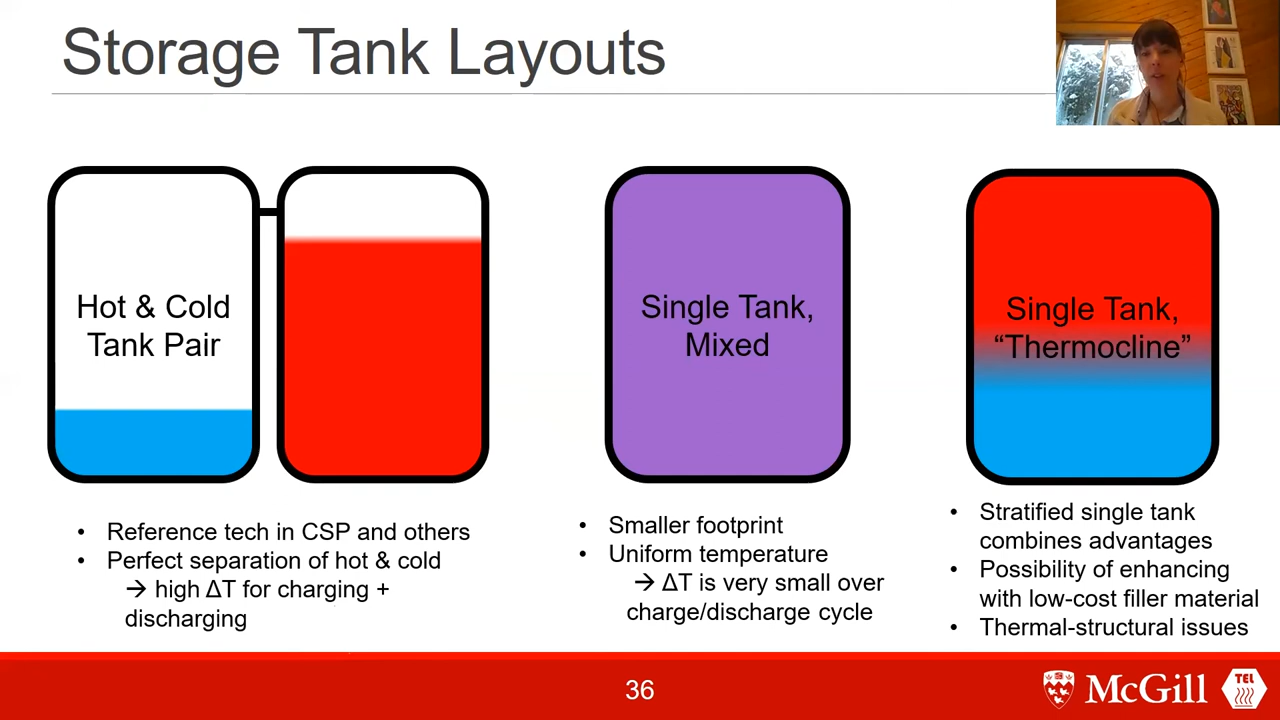 Storage Tank Layouts
Hot & Cold
Tank Pair
Single Tank,
Mixed
Single Tank,
“Thermocline”
• Reference tech in CSP and others
• Perfect separation of hot & cold
→ high ΔT for charging +
discharging
• Smaller footprint
• Uniform temperature
→ ΔT is very small over
charge/discharge cycle
• Stratified single tank
combines advantages
• Possibility of enhancing
with low-cost filler material
• Thermal-structural issues
36
McGill
TEL